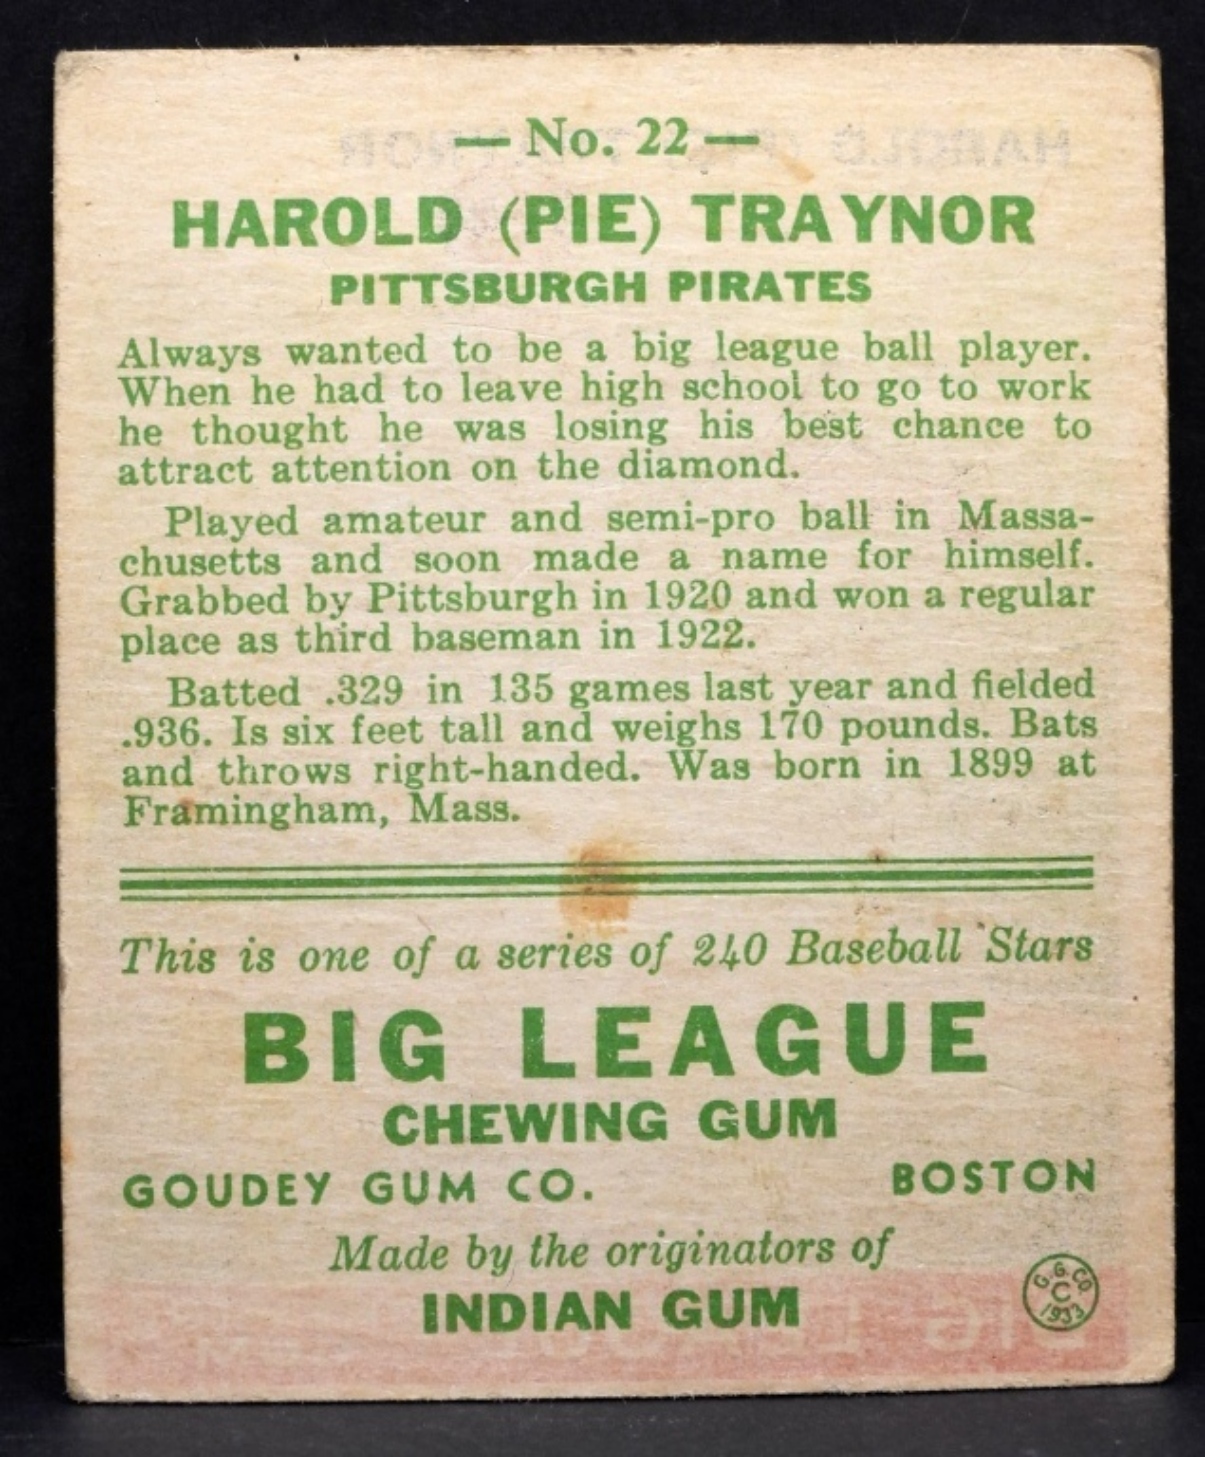 — No. 22 —
HAROLD (PIE) TRAYNOR
PITTSBURGH PIRATES
Always wanted to be a big league ball player.
When he had to leave high school to go to work
he thought he was losing his best chance to
attract attention on the diamond.
Played amateur and semi-pro ball in Massa-
chusetts and soon made a name for himself.
Grabbed by Pittsburgh in 1920 and won a regular
place as third baseman in 1922.
Batted .329 in 135 games last year and fielded
.936. Is six feet tall and weighs 170 pounds. Bats
and throws right-handed. Was born in 1899 at
Framingham, Mass.
This is one of a series of 240 Baseball Stars
BIG LEAGUE
CHEWING GUM
GOUDEY GUM CO. BOSTON
Made by the originators of
INDIAN GUM
G. G. CO.
C
1933